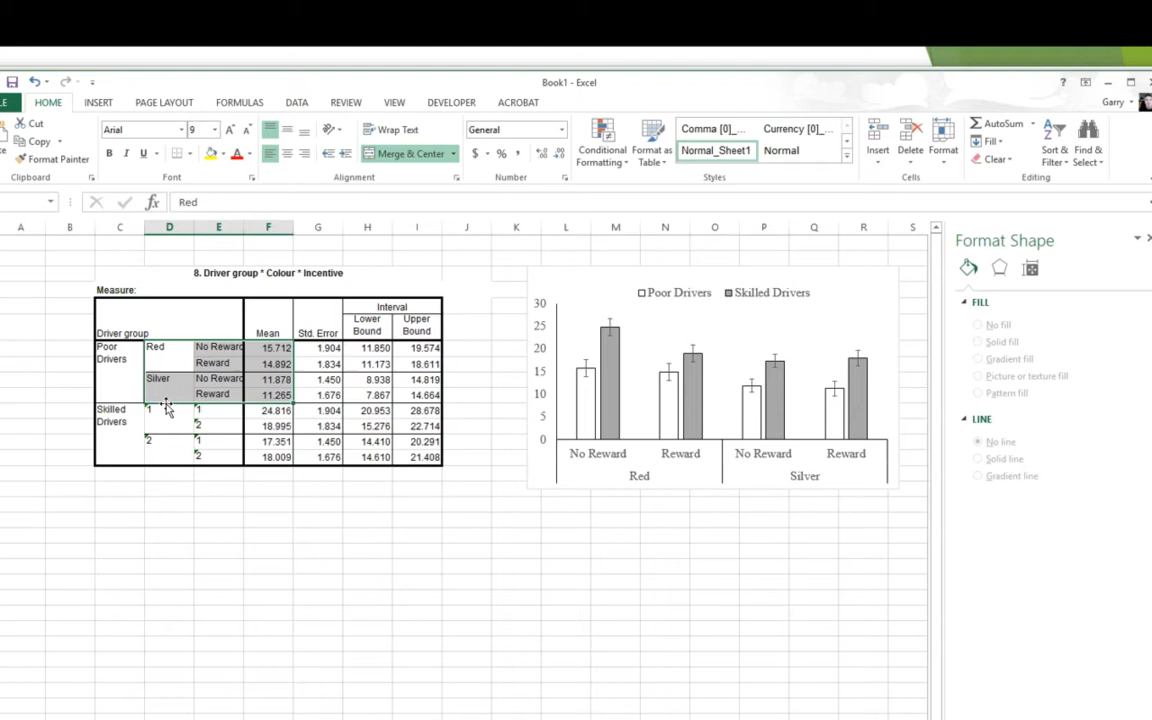 Book1 - Excel
HOME INSERT PAGE LAYOUT FORMULAS DATA REVIEW VIEW DEVELOPER ACROBAT Garry
Cut
Copy
Format Painter
Clipboard
Arial 9
B I U
Font
Wrap Text
Merge & Center
Alignment
General
$ % ,
Number
Conditional Formatting
Format as Table
Comma [0]_... Currency [0]_...
Normal_Sheet1 Normal
Styles
Insert Delete Format
Cells
AutoSum
Fill
Clear
Sort & Filter
Find & Select
Editing
fx Red
A B C D E F G H I J K L M N O P Q R S
8. Driver group * Colour * Incentive
Measure:
Interval
Driver group Mean Std. Error Lower Bound Upper Bound
Poor Drivers Red No Reward 15.712 1.904 11.850 19.574
Reward 14.892 1.834 11.173 18.611
Silver No Reward 11.878 1.450 8.938 14.819
Reward 11.265 1.676 7.867 14.664
Skilled Drivers 1 1 24.816 1.904 20.953 28.678
2 18.995 1.834 15.276 22.714
2 1 17.351 1.450 14.410 20.291
2 18.009 1.676 14.610 21.408
Poor Drivers Skilled Drivers
30
25
20
15
10
5
0
No Reward Reward No Reward Reward
Red Silver
Format Shape
FILL
No fill
Solid fill
Gradient fill
Picture or texture fill
Pattern fill
LINE
No line
Solid line
Gradient line